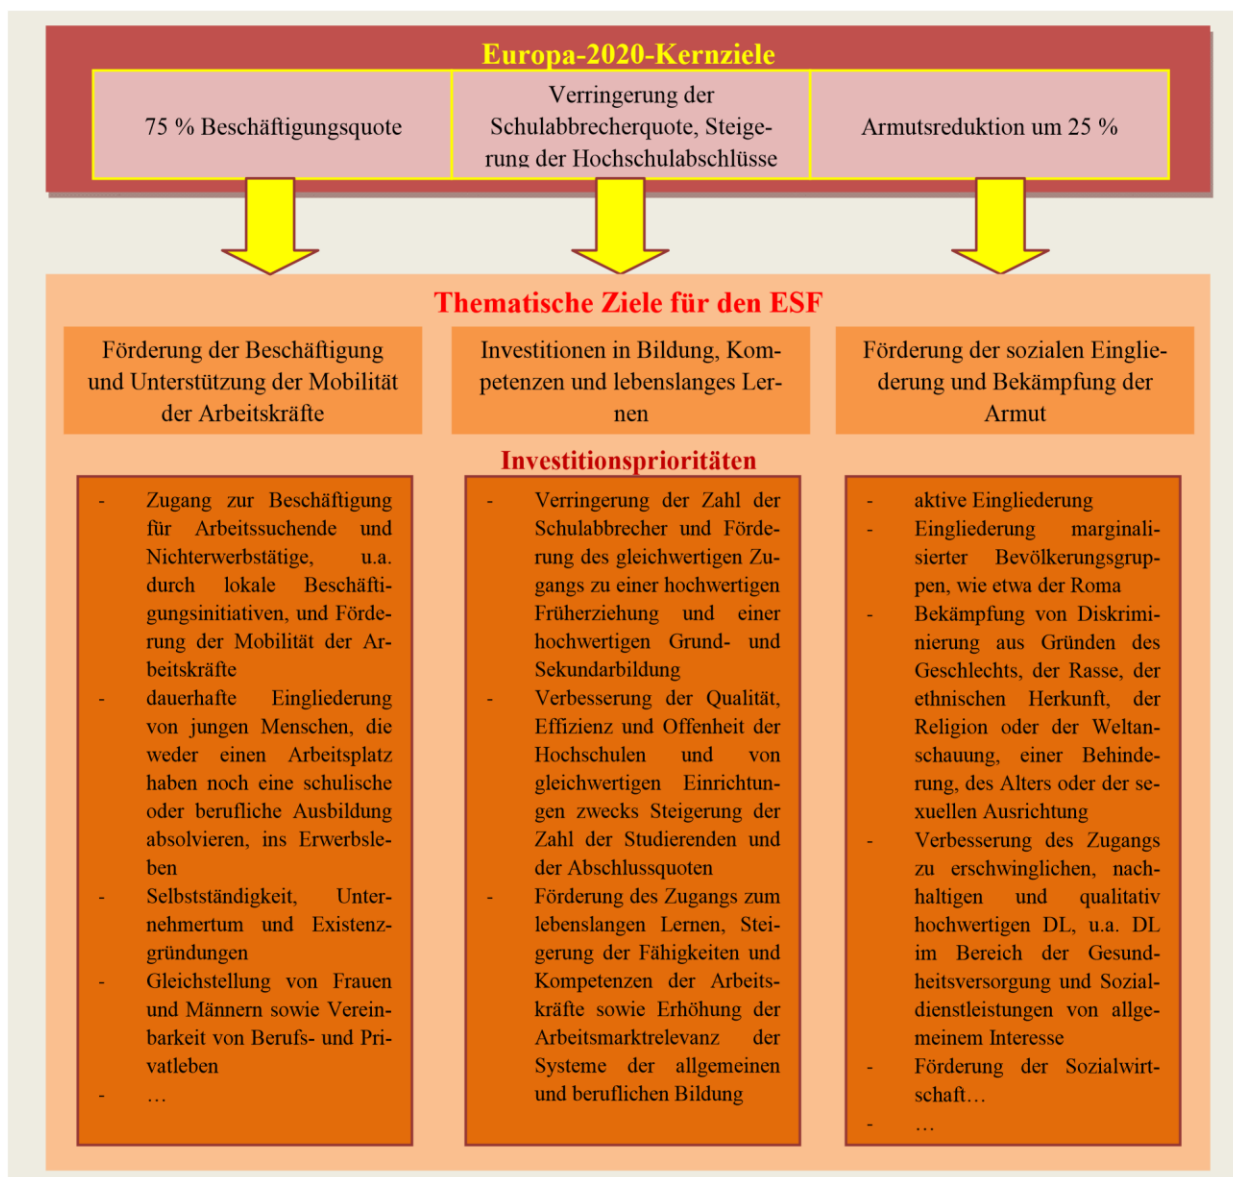 Europa-2020-Kernziele
75 % Beschäftigungsquote
Verringerung der
Schulabbrecherquote, Steige-
rung der Hochschulabschlüsse
Armutsreduktion um 25 %
Thematische Ziele für den ESF
Förderung der Beschäftigung
und Unterstützung der Mobilität
der Arbeitskräfte
Investitionen in Bildung, Kom-
petenzen und lebenslanges Ler-
nen
Förderung der sozialen Einglie-
derung und Bekämpfung der
Armut
Investitionsprioritäten
- Zugang zur Beschäftigung
für Arbeitssuchende und
Nichterwerbstätige, u.a.
durch lokale Beschäfti-
gungsinitiativen, und Förde-
rung der Mobilität der Ar-
beitskräfte
- dauerhafte Eingliederung
von jungen Menschen, die
weder einen Arbeitsplatz
haben noch eine schulische
oder berufliche Ausbildung
absolvieren, ins Erwerbsle-
ben
- Selbstständigkeit, Unter-
nehmertum und Existenz-
gründungen
- Gleichstellung von Frauen
und Männern sowie Verein-
barkeit von Berufs- und Pri-
vatleben
- …
- Verringerung der Zahl der
Schulabbrecher und Förde-
rung des gleichwertigen Zu-
gangs zu einer hochwertigen
Früherziehung und einer
hochwertigen Grund- und
Sekundarbildung
- Verbesserung der Qualität,
Effizienz und Offenheit der
Hochschulen und von
gleichwertigen Einrichtun-
gen zwecks Steigerung der
Zahl der Studierenden und
der Abschlussquoten
- Förderung des Zugangs zum
lebenslangen Lernen, Stei-
gerung der Fähigkeiten und
Kompetenzen der Arbeits-
kräfte sowie Erhöhung der
Arbeitsmarktrelevanz der
Systeme der allgemeinen
und beruflichen Bildung
- aktive Eingliederung
- Eingliederung marginali-
sierter Bevölkerungsgrup-
pen, wie etwa der Roma
- Bekämpfung von Diskrimi-
nierung aus Gründen des
Geschlechts, der Rasse, der
ethnischen Herkunft, der
Religion oder der Weltan-
schauung, einer Behinde-
rung, des Alters oder der se-
xuellen Ausrichtung
- Verbesserung des Zugangs
zu erschwinglichen, nach-
haltigen und qualitativ
hochwertigen DL, u.a. DL
im Bereich der Gesund-
heitsversorgung und Sozial-
dienstleistungen von allge-
meinem Interesse
- Förderung der Sozialwirt-
schaft…
- …